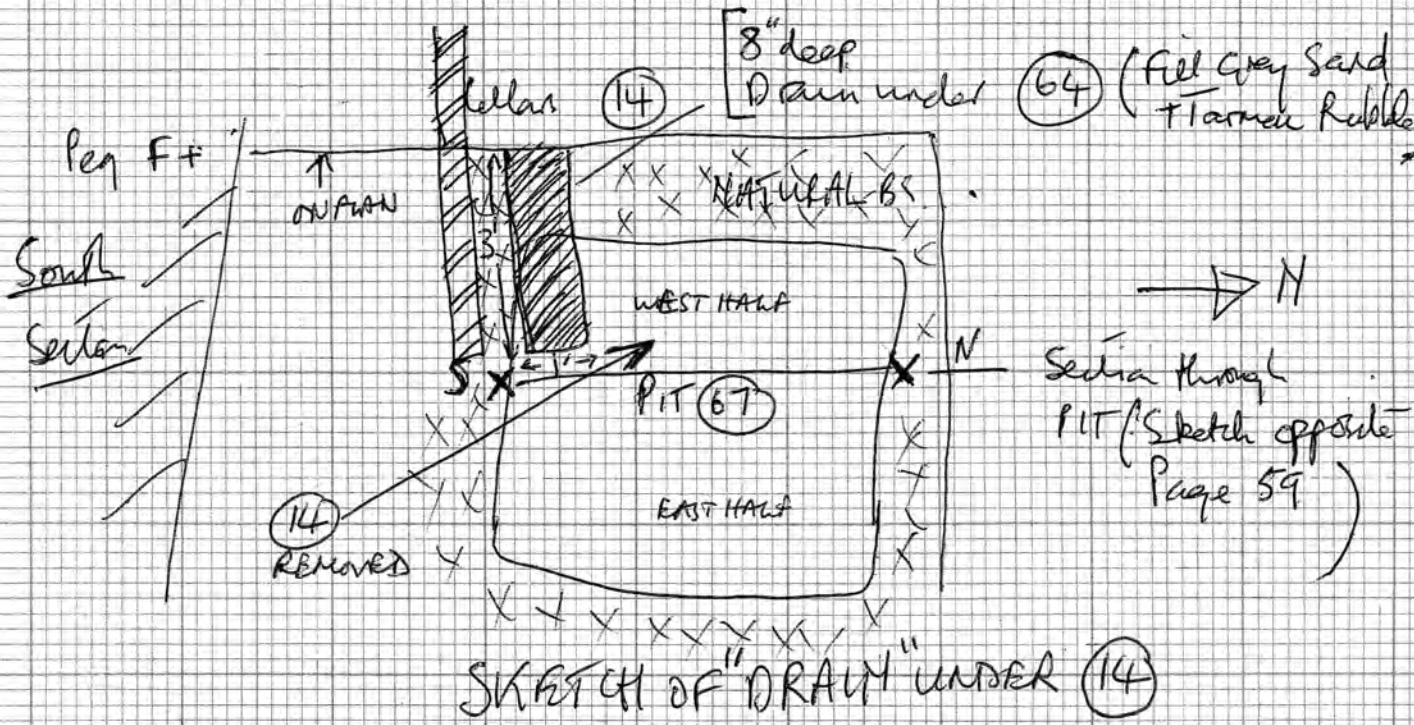 8" deep
Drain under
64 (Fill Grey Sand
+ Tarmac Rubble
14
Peg F +
ON PLAN
NATURAL BS.
3'
South
Section
WEST HALF
N
S
1'
N
PIT 67
Section through
PIT (Sketch opposite
Page 59)
14
REMOVED
EAST HALF
SKETCH OF "DRAIN" UNDER 14